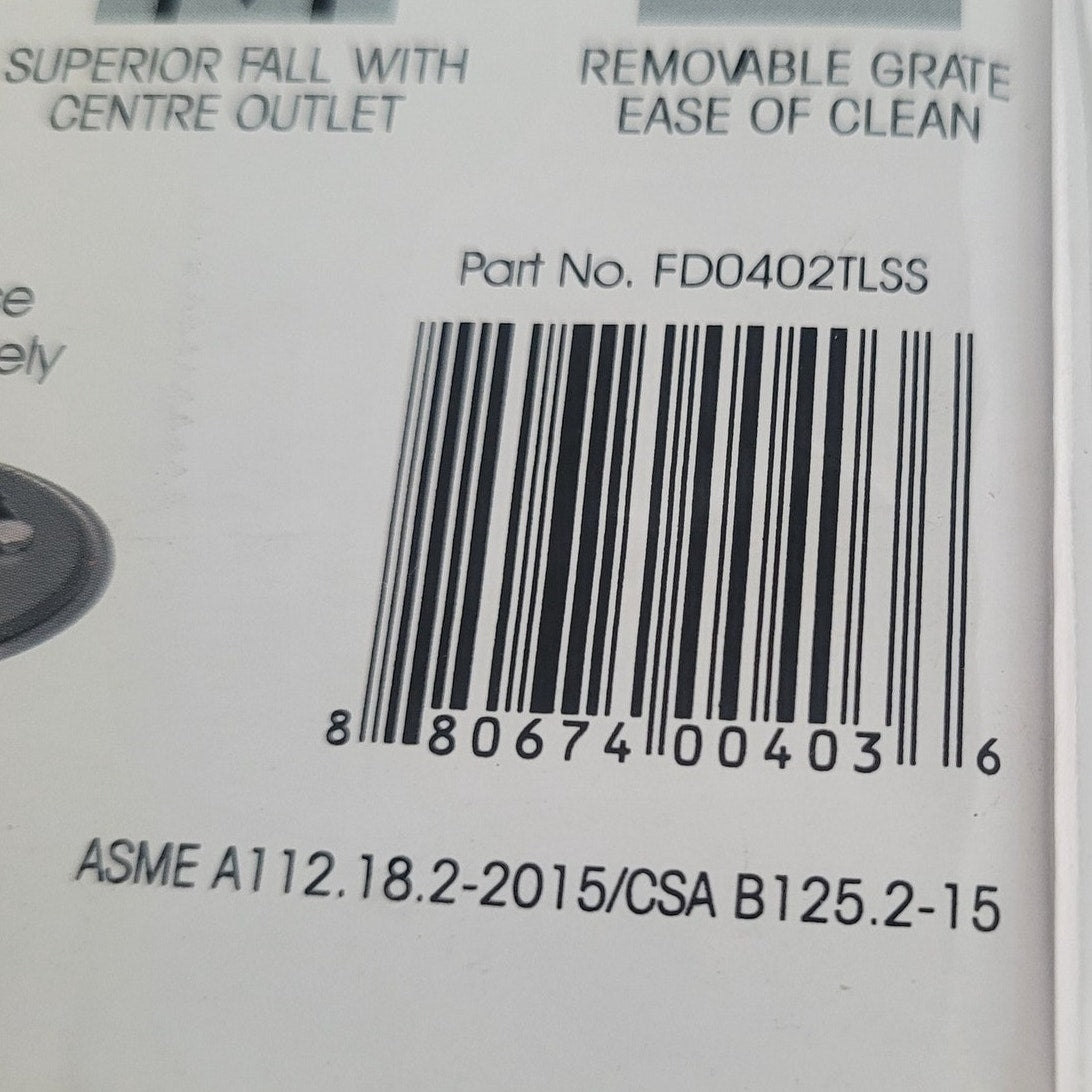 SUPERIOR FALL WITH
CENTRE OUTLET
REMOVABLE GRATE
EASE OF CLEAN
Part No. FD0402TLSS
8 80674 00403 6
ASME A112.18.2-2015/CSA B125.2-15